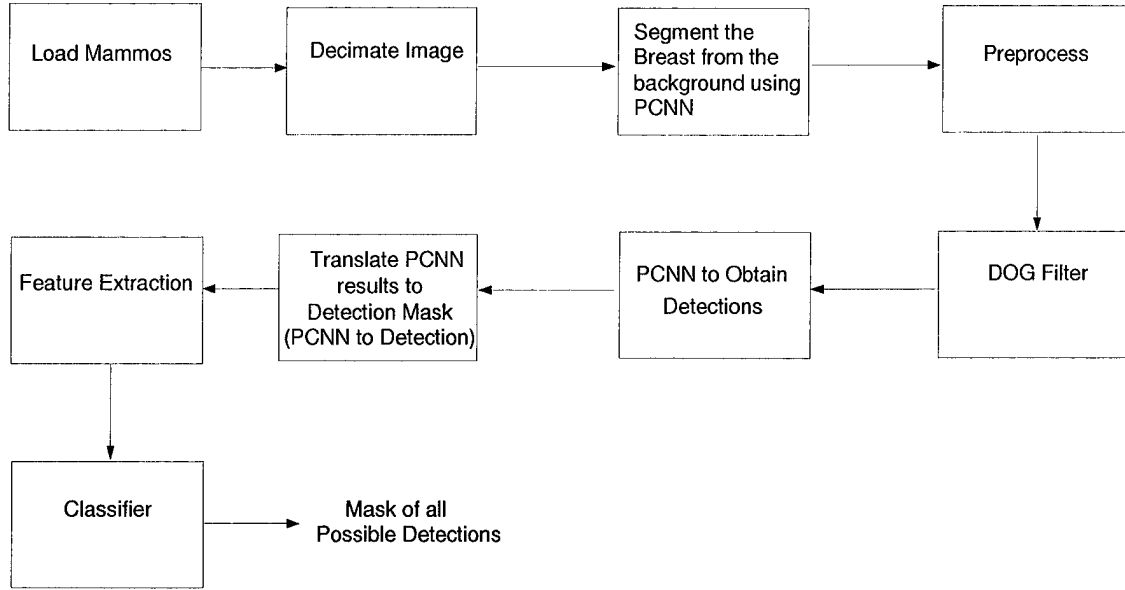 Load Mammos
Decimate Image
Segment the
Breast from the
background using
PCNN
Preprocess
DOG Filter
PCNN to Obtain
Detections
Translate PCNN
results to
Detection Mask
(PCNN to Detection)
Feature Extraction
Classifier
Mask of all
Possible Detections